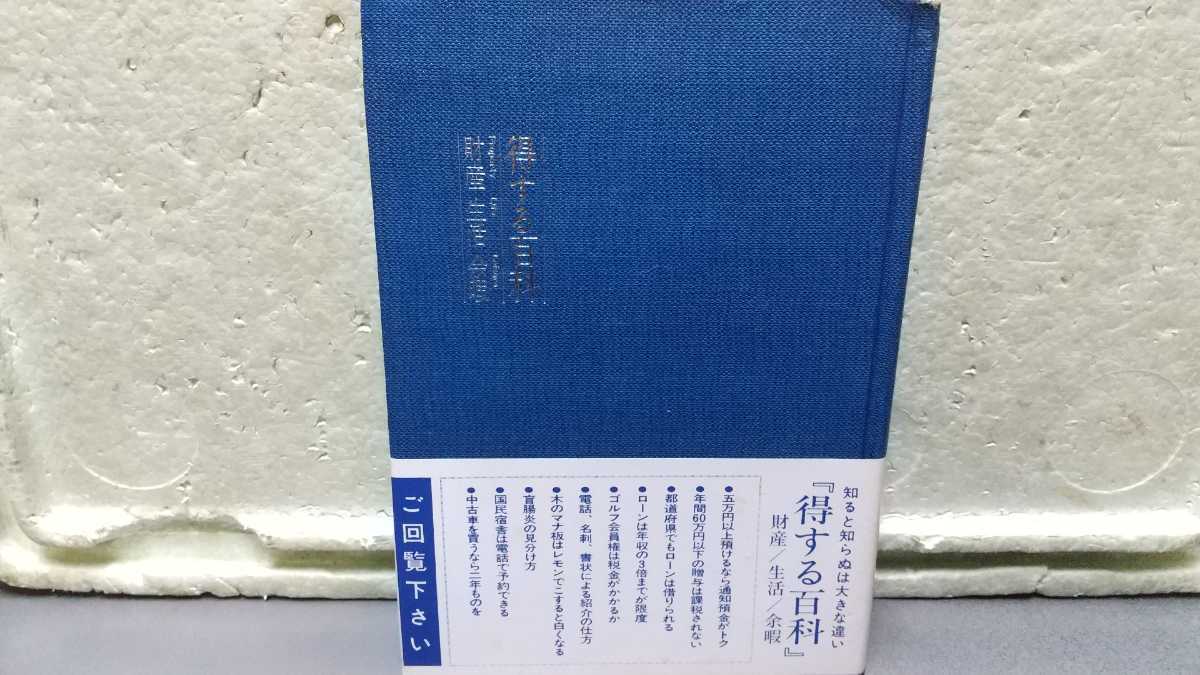 得する百科
Property Life Leisure
財産 生活 余暇
知ると知らぬは大きな違い
『得する百科』
財産/生活/余暇
●五万円以上預けるなら通知預金がトク
●年間60万円以下の贈与は課税されない
●都道府県でもローンは借りられる
●ローンは年収の3倍までが限度
●ゴルフ会員権は税金がかかるか
●電話、名刺、書状による紹介の仕方
●木のマナ板はレモンでこすると白くなる
●盲腸炎の見分け方
●国民宿舎は電話で予約できる
●中古車を買うなら二年ものを
ご回覧下さい